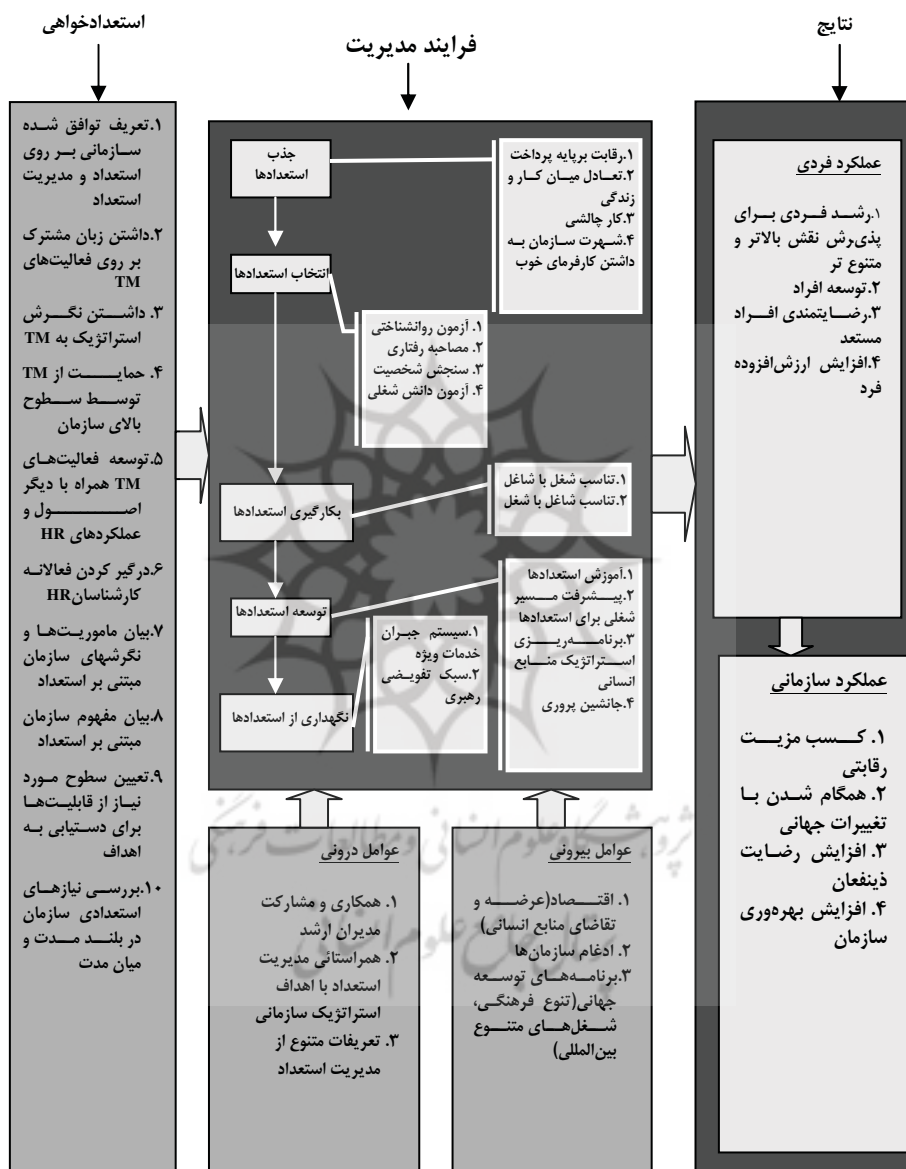 استعدادخواهی
فرایند مدیریت
نتایج
۱.تعریف توافق شده
سازمانی بر روی
استعداد و مدیریت
استعداد
۲.داشتن زبان مشترک
بر روی فعالیت‌های
TM
۳. داشتن نگرش
استراتژیک به TM
۴. حمایت از TM
توسط سطوح
بالای سازمان
۵.توسعه فعالیت‌های
TM همراه با دیگر
اصول و
عملکردهای HR
۶.درگیر کردن فعالانه
کارشناسان HR
۷.بیان ماموریت‌ها و
نگرشهای سازمان
مبتنی بر استعداد
۸.بیان مفهوم سازمان
مبتنی بر استعداد
۹.تعیین سطوح مورد
نیاز از قابلیت‌ها
برای دستیابی به
اهداف
۱۰.بررسی نیازهای
استعدادی سازمان
در بلند مدت و
میان مدت
جذب
استعدادها
۱.رقابت برپایه پرداخت
۲.تعادل میان کار و
زندگی
۳.کار چالشی
۴.شهرت سازمان به
داشتن کارفرمای خوب
انتخاب استعدادها
۱. آزمون روانشناختی
۲. مصاحبه رفتاری
۳. سنجش شخصیت
۴. آزمون دانش شغلی
بکارگیری استعدادها
۱.تناسب شغل با شاغل
۲.تناسب شاغل با شغل
توسعه استعدادها
۱.آموزش استعدادها
۲.پیشرفت مسیر
شغلی برای استعدادها
۳.برنامه‌ریزی
استراتژیک منابع
انسانی
۴.جانشین پروری
نگهداری از استعدادها
۱.سیستم جبران
خدمات ویژه
۲.سبک تفویضی
رهبری
عوامل درونی
۱. همکاری و مشارکت
مدیران ارشد
۲. همراستائی مدیریت
استعداد با اهداف
استراتژیک سازمانی
۳. تعریفات متنوع از
مدیریت استعداد
عوامل بیرونی
۱. اقتصاد(عرضه و
تقاضای منابع انسانی)
۲. ادغام سازمان‌ها
۳.برنامه‌های توسعه
جهانی(تنوع فرهنگی،
شغل‌های متنوع
بین‌المللی)
عملکرد فردی
۱.رشد فردی برای
پذیرش نقش بالاتر و
متنوع تر
۲.توسعه افراد
۳.رضایتمندی افراد
مستعد
۴.افزایش ارزش‌افزوده
فرد
عملکرد سازمانی
۱. کسب مزیت
رقابتی
۲. همگام شدن با
تغییرات جهانی
۳. افزایش رضایت
ذینفعان
۴. افزایش بهره‌وری
سازمان
پژوهشگاه علوم انسانی و مطالعات فرهنگی
پرتال جامع علوم انسانی